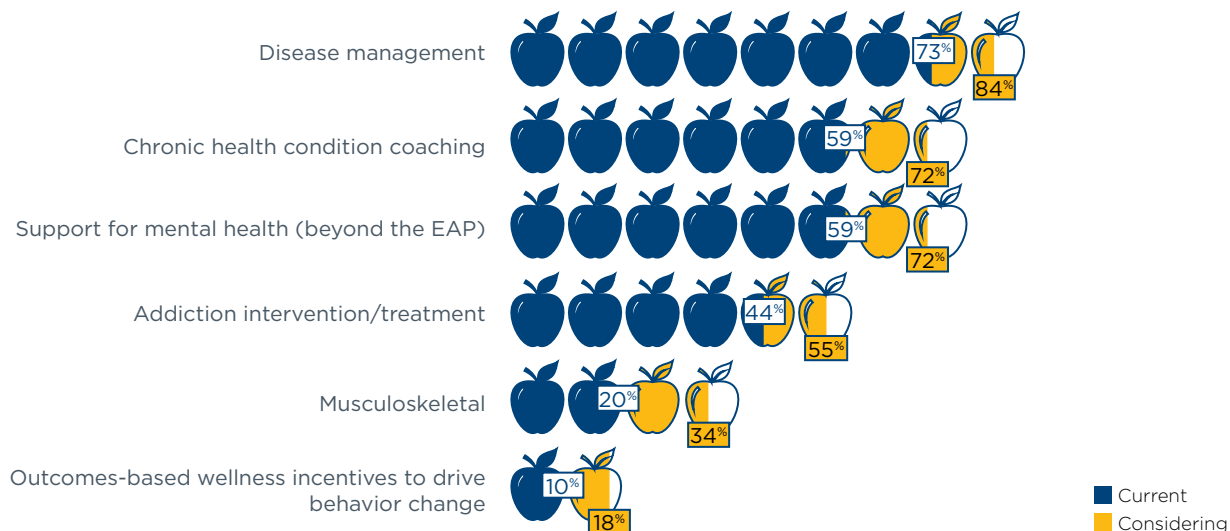 Disease management
73%
84%
Chronic health condition coaching
59%
72%
Support for mental health (beyond the EAP)
59%
72%
Addiction intervention/treatment
44%
55%
Musculoskeletal
20%
34%
Outcomes-based wellness incentives to drive
behavior change
10%
18%
Current
Considering